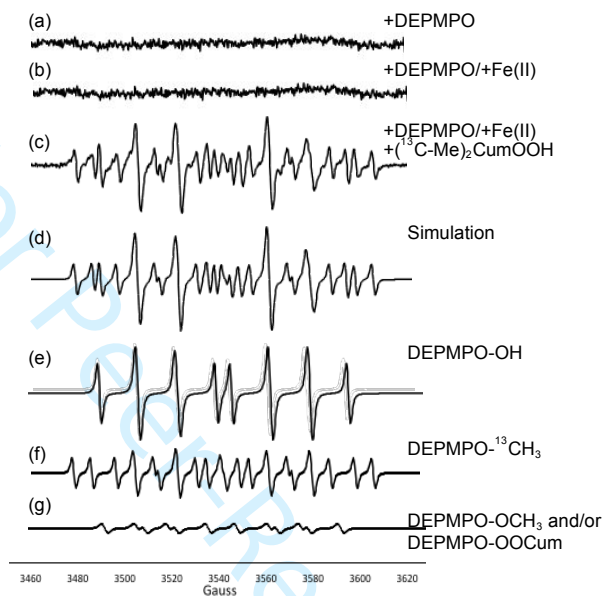 (a) +DEPMPO
(b) +DEPMPO/+Fe(II)
(c) +DEPMPO/+Fe(II)
+(¹³C-Me)₂CumOOH
(d) Simulation
(e) DEPMPO-OH
(f) DEPMPO-¹³CH₃
(g) DEPMPO-OCH₃ and/or
DEPMPO-OOCum
3460 3480 3500 3520 3540 3560 3580 3600 3620
Gauss